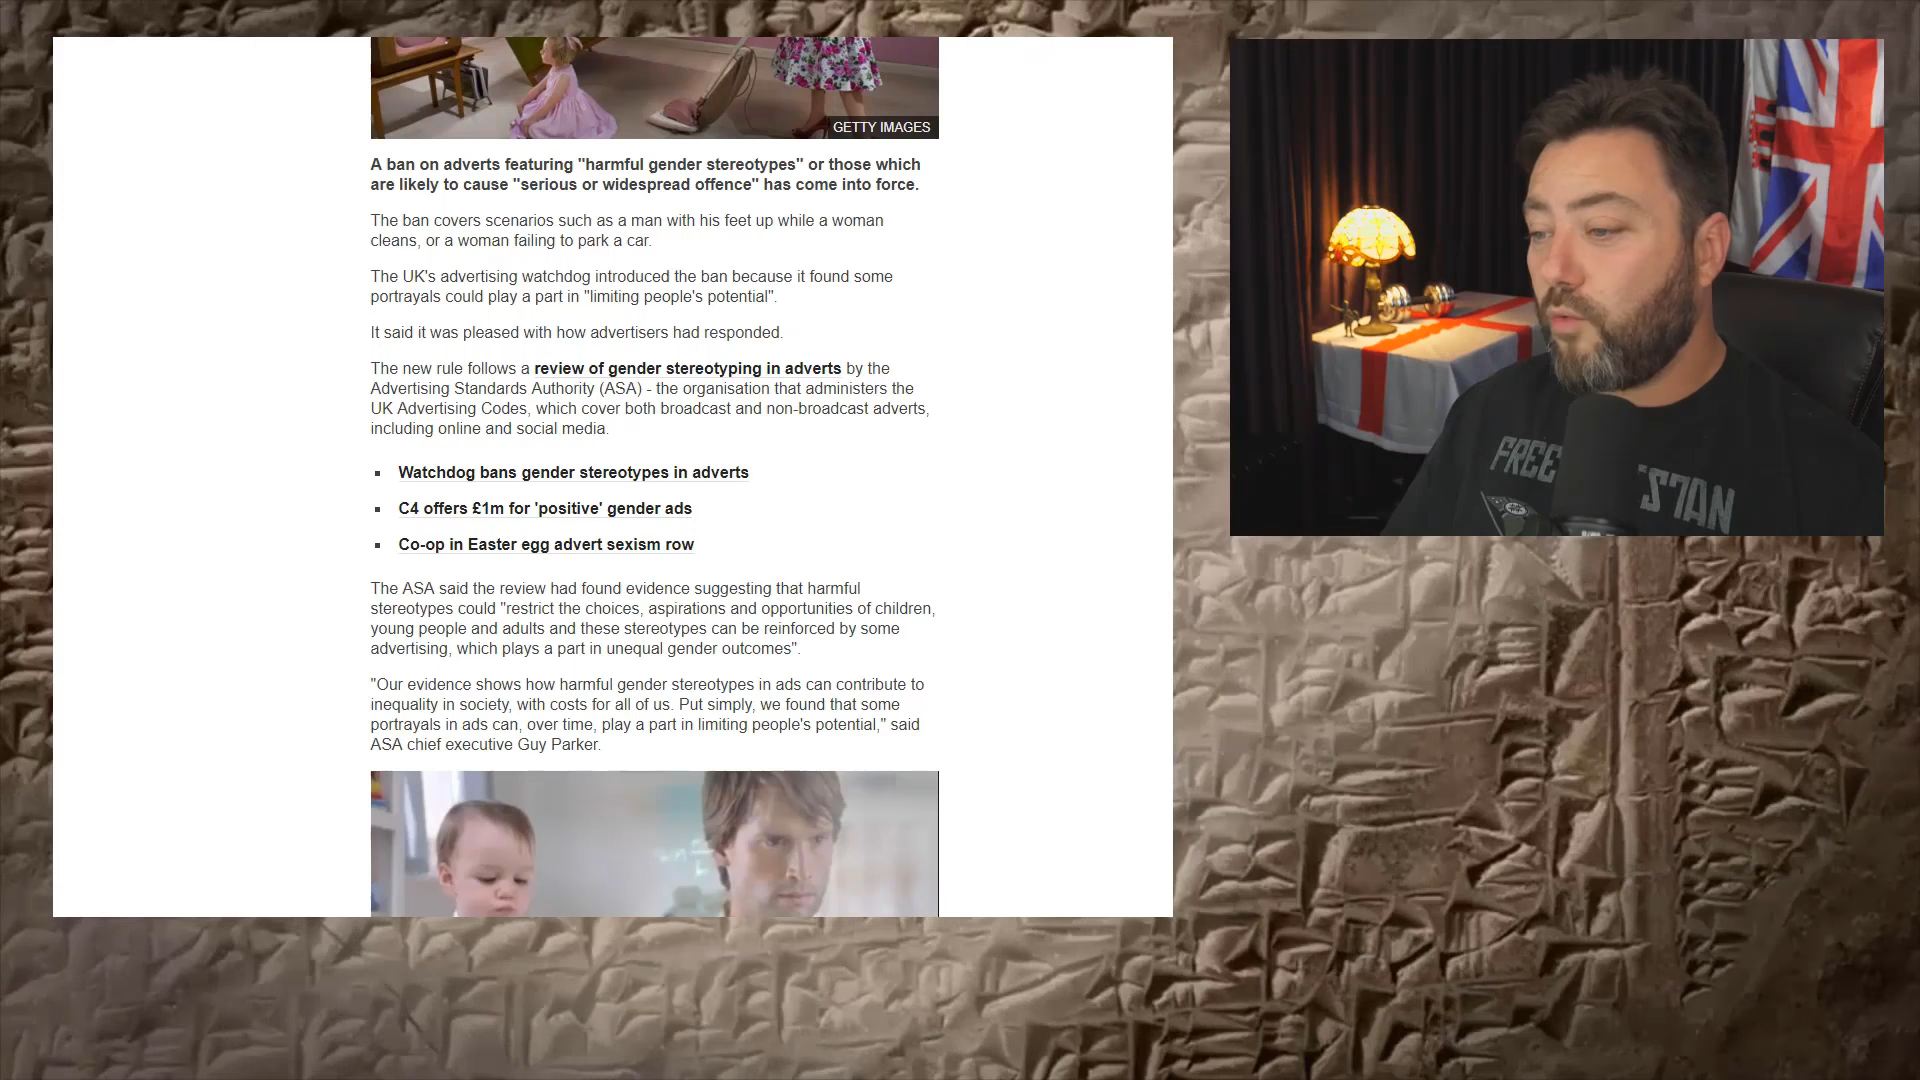 GETTY IMAGES
A ban on adverts featuring "harmful gender stereotypes" or those which
are likely to cause "serious or widespread offence" has come into force.
The ban covers scenarios such as a man with his feet up while a woman
cleans, or a woman failing to park a car.
The UK's advertising watchdog introduced the ban because it found some
portrayals could play a part in "limiting people's potential".
It said it was pleased with how advertisers had responded.
The new rule follows a review of gender stereotyping in adverts by the
Advertising Standards Authority (ASA) - the organisation that administers the
UK Advertising Codes, which cover both broadcast and non-broadcast adverts,
including online and social media.
Watchdog bans gender stereotypes in adverts
C4 offers £1m for 'positive' gender ads
Co-op in Easter egg advert sexism row
The ASA said the review had found evidence suggesting that harmful
stereotypes could "restrict the choices, aspirations and opportunities of children,
young people and adults and these stereotypes can be reinforced by some
advertising, which plays a part in unequal gender outcomes".
"Our evidence shows how harmful gender stereotypes in ads can contribute to
inequality in society, with costs for all of us. Put simply, we found that some
portrayals in ads can, over time, play a part in limiting people's potential," said
ASA chief executive Guy Parker.
FREE